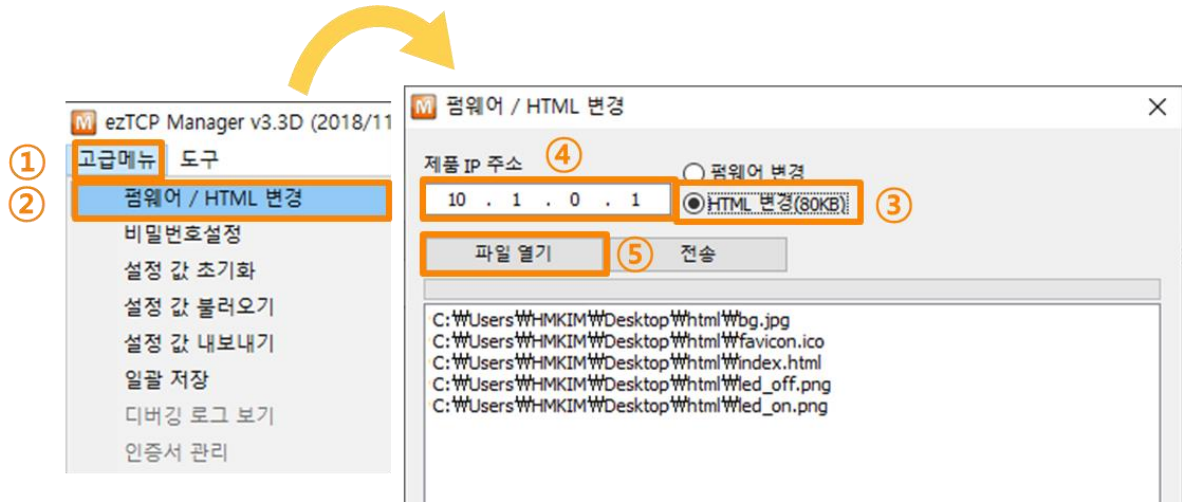 M ezTCP Manager v3.3D (2018/11
① 고급메뉴 도구
② 펌웨어 / HTML 변경
비밀번호설정
설정 값 초기화
설정 값 불러오기
설정 값 내보내기
일괄 저장
디버깅 로그 보기
인증서 관리
M 펌웨어 / HTML 변경
제품 IP 주소 ④
펌웨어 변경
10 . 1 . 0 . 1
HTML 변경(80KB) ③
파일 열기 ⑤ 전송
C:₩Users₩HMKIM₩Desktop₩html₩bg.jpg
C:₩Users₩HMKIM₩Desktop₩html₩favicon.ico
C:₩Users₩HMKIM₩Desktop₩html₩index.html
C:₩Users₩HMKIM₩Desktop₩html₩led_off.png
C:₩Users₩HMKIM₩Desktop₩html₩led_on.png